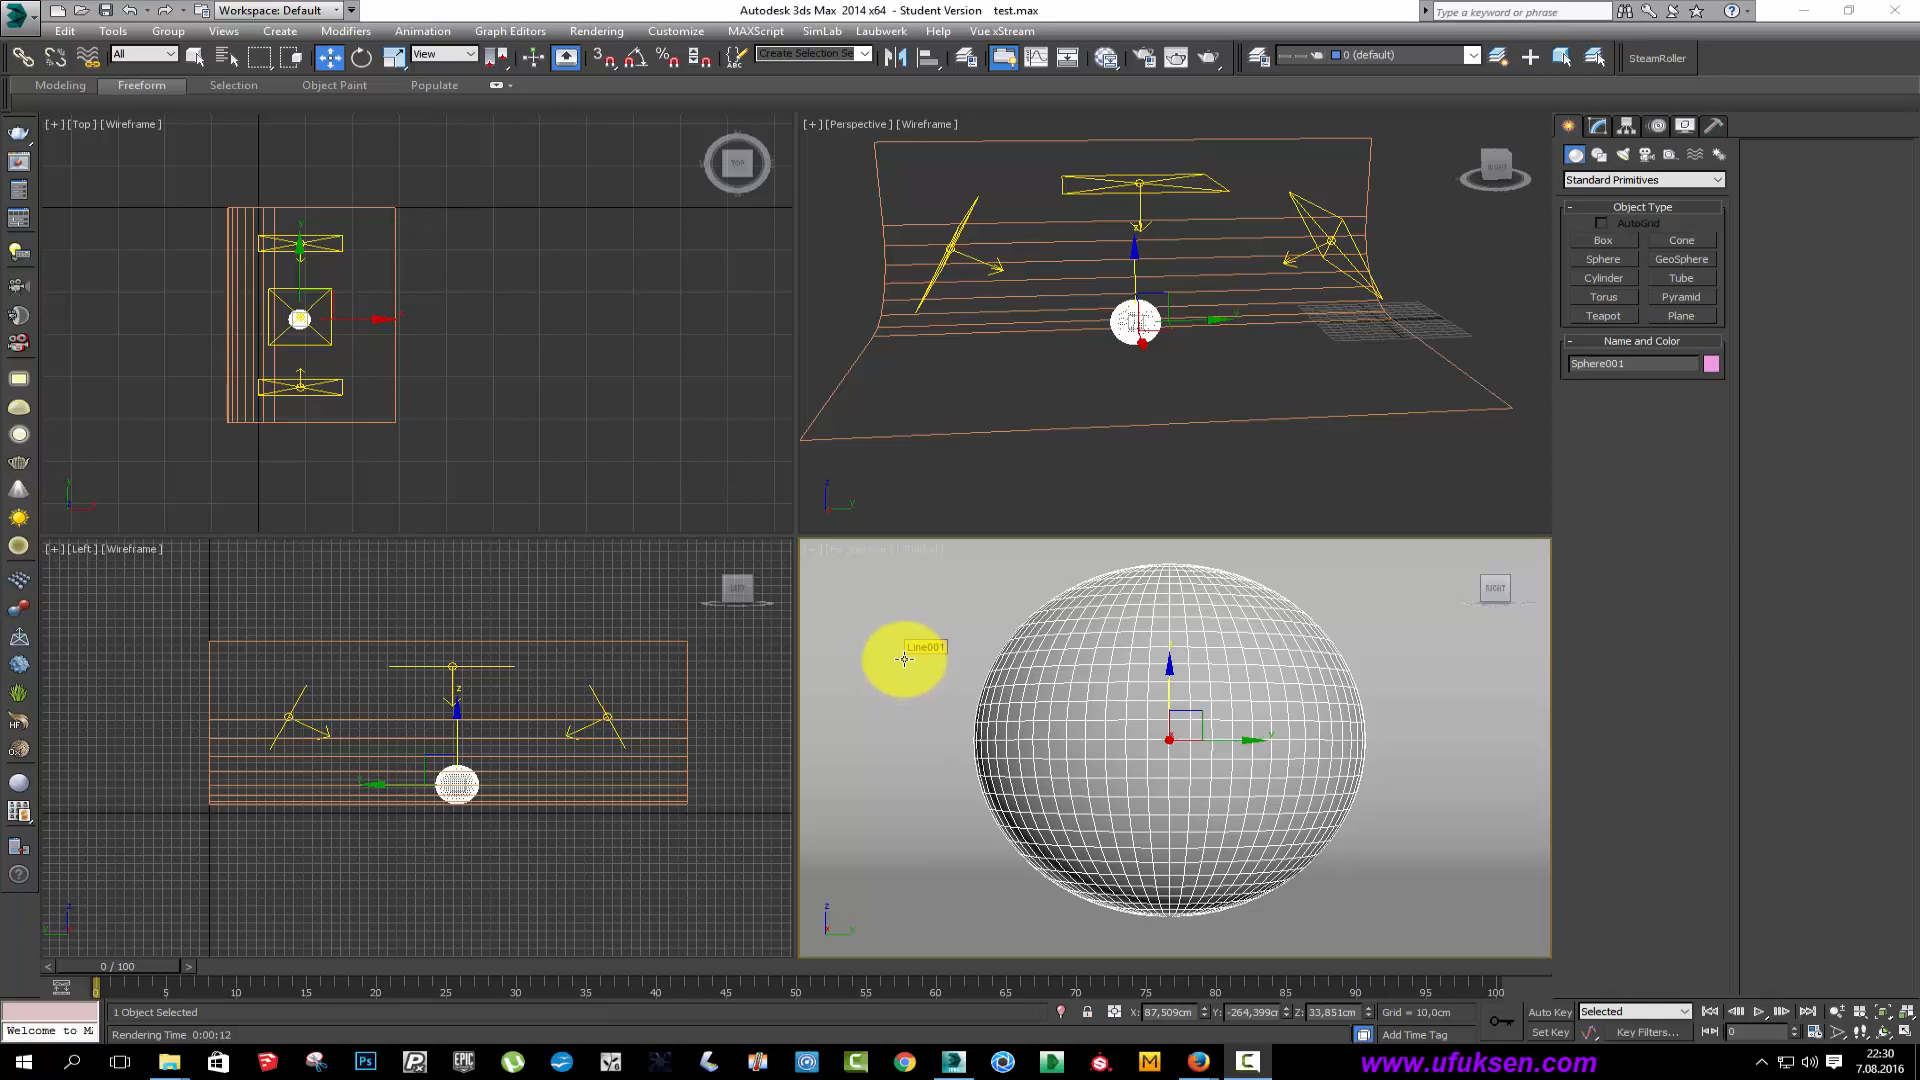 Workspace: Default
Autodesk 3ds Max 2014 x64 - Student Version test.max
Type a keyword or phrase
Edit Tools Group Views Create Modifiers Animation Graph Editors Rendering Customize MAXScript SimLab Laubwerk Help Vue xStream
All
View
Create Selection Se
0 (default)
SteamRoller
Modeling Freeform Selection Object Paint Populate
[+] [Top] [Wireframe]
TOP
[+] [Perspective] [Wireframe]
RIGHT
Standard Primitives
Object Type
AutoGrid
Box Cone
Sphere GeoSphere
Cylinder Tube
Torus Pyramid
Teapot Plane
Name and Color
Sphere001
[+] [Left] [Wireframe]
LEFT
RIGHT
Line001
0 / 100
5 10 15 20 25 30 35 40 45 50 55 60 65 70 75 80 85 90 95 100
1 Object Selected
X: 87,509cm Y: -264,399cr Z: 33,851cm Grid = 10,0cm
Auto Key Selected
Welcome to M
Rendering Time 0:00:12
Add Time Tag
Set Key Key Filters...
0
www.ufuksen.com
22:30
7.08.2016